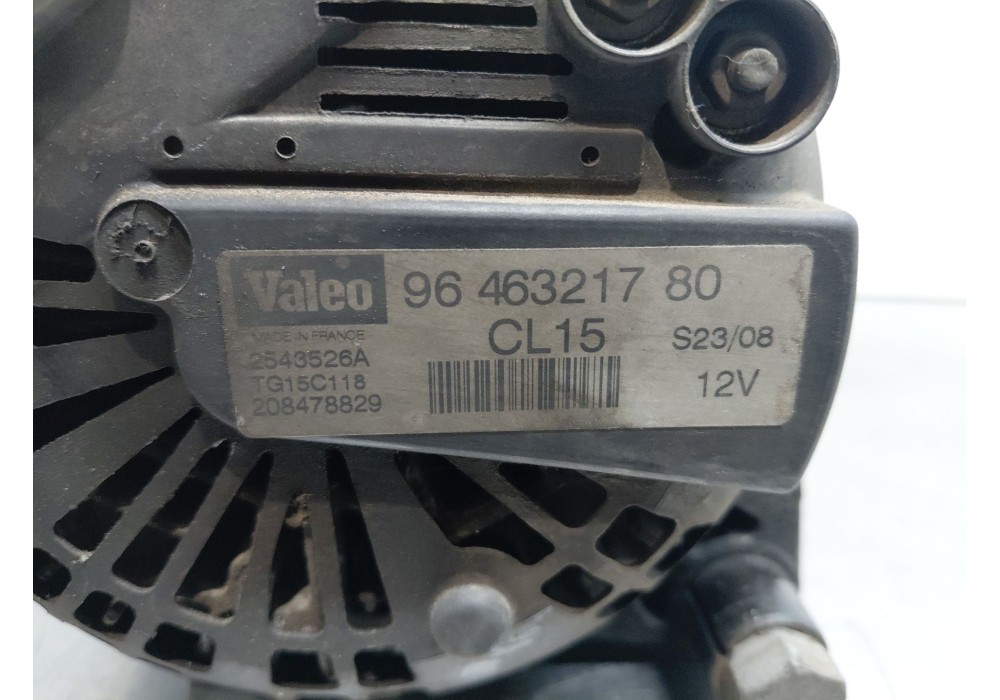 Valeo 96 463217 80
MADE IN FRANCE CL15 S23/08
2543526A
TG15C118 12V
208478829